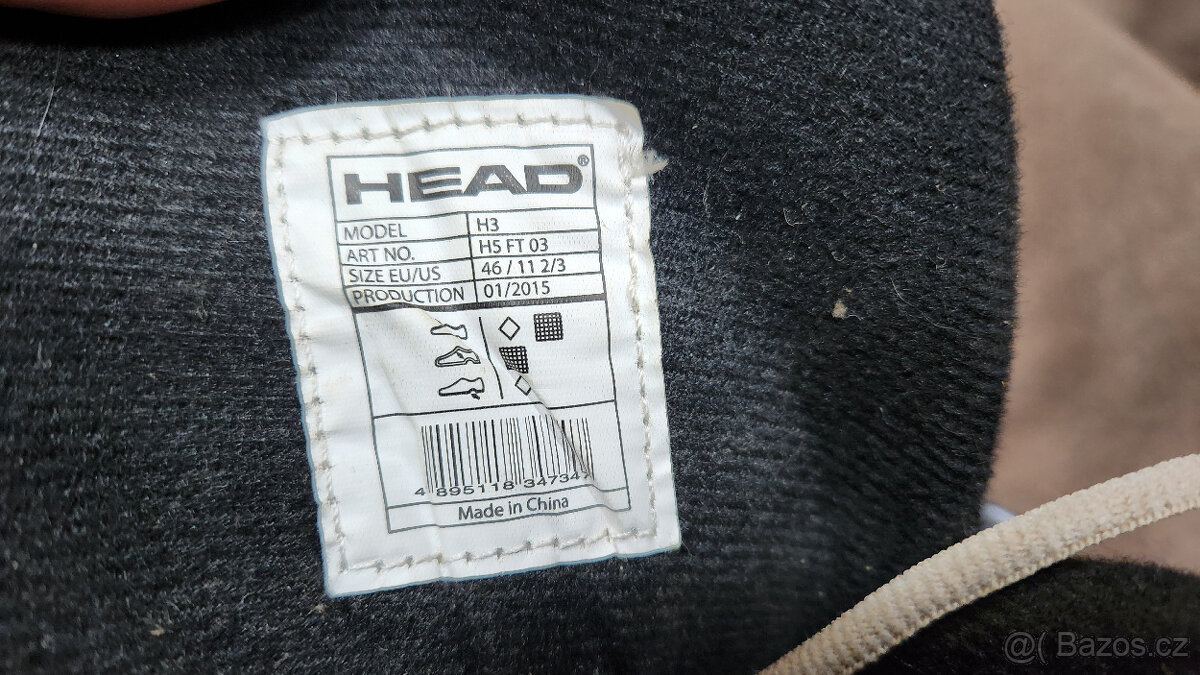 HEAD®
MODEL H3
ART NO. H5 FT 03
SIZE EU/US 46 / 11 2/3
PRODUCTION 01/2015
4 895118 347347
Made in China
@( Bazos.cz